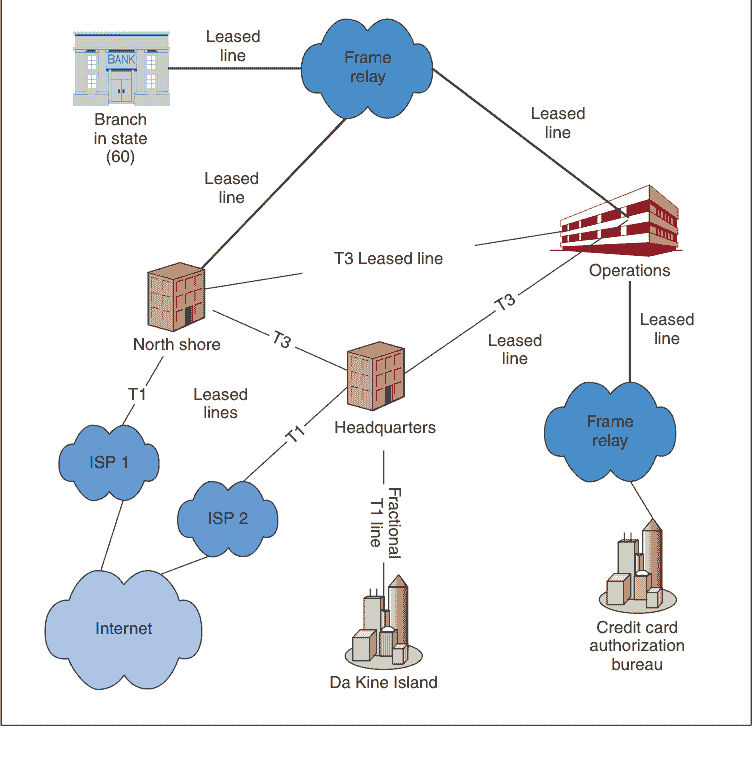 Leased
line
Frame
relay
BANK
Branch
in state
(60)
Leased
line
Leased
line
T3 Leased line
Operations
North shore
T3
T3
Leased
line
Leased
line
T1
Leased
lines
Headquarters
T1
Frame
relay
ISP 1
ISP 2
Fractional
T1 line
Internet
Da Kine Island
Credit card
authorization
bureau